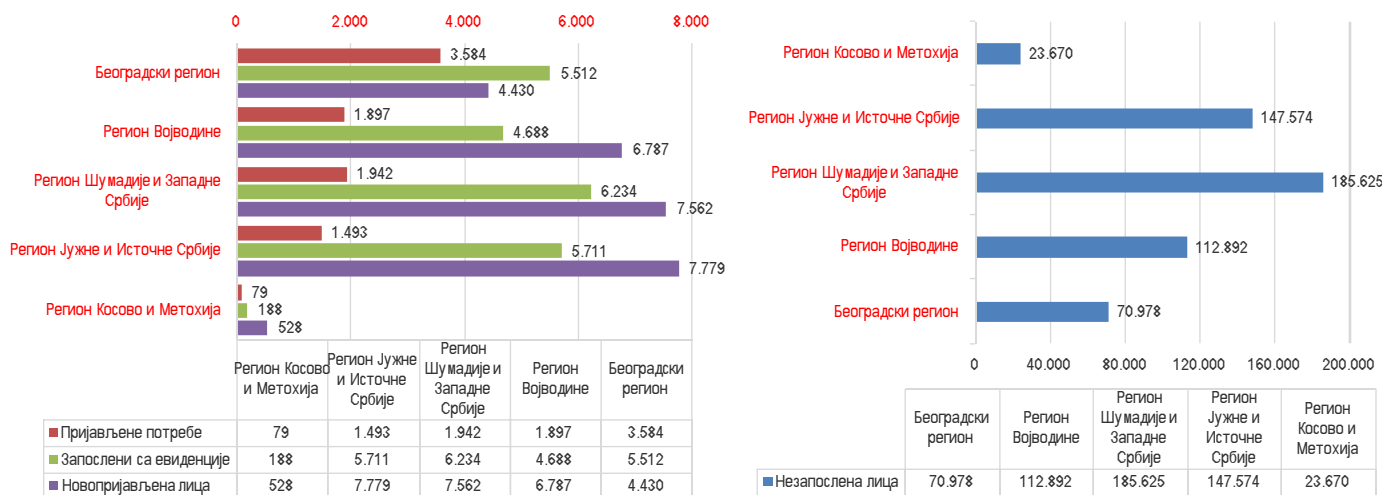 0 2.000 4.000 6.000 8.000
Београдски регион
3.584
5.512
4.430
Регион Војводине
1.897
4.688
6.787
Регион Шумадије и Западне
Србије
1.942
6.234
7.562
Регион Јужне и Источне Србије
1.493
5.711
7.779
Регион Косово и Метохија
79
188
528
Регион Косово
и Метохија
Регион Јужне
и Источне
Србије
Регион
Шумадије и
Западне
Србије
Регион
Војводине
Београдски
регион
Пријављене потребе 79 1.493 1.942 1.897 3.584
Запослени са евиденције 188 5.711 6.234 4.688 5.512
Новопријављена лица 528 7.779 7.562 6.787 4.430
Регион Косово и Метохија 23.670
Регион Јужне и Источне Србије 147.574
Регион Шумадије и Западне
Србије
185.625
Регион Војводине 112.892
Београдски регион 70.978
0 40.000 80.000 120.000 160.000 200.000
Београдски
регион
Регион
Војводине
Регион
Шумадије и
Западне
Србије
Регион
Јужне и
Источне
Србије
Регион
Косово и
Метохија
Незапослена лица 70.978 112.892 185.625 147.574 23.670